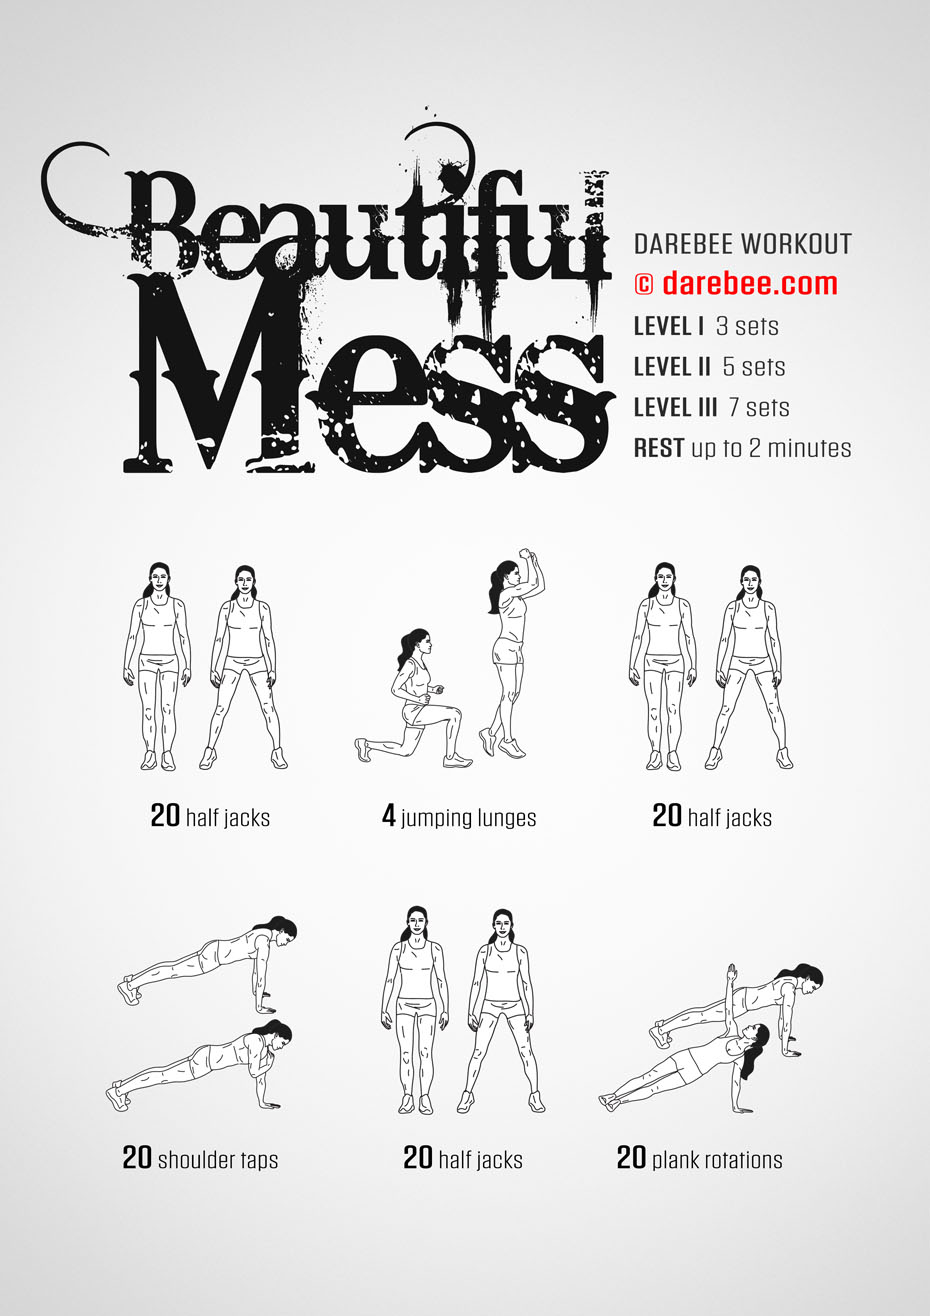 Beautiful
Mess
DAREBEE WORKOUT
© darebee.com
LEVEL I 3 sets
LEVEL II 5 sets
LEVEL III 7 sets
REST up to 2 minutes
20 half jacks
4 jumping lunges
20 half jacks
20 shoulder taps
20 half jacks
20 plank rotations